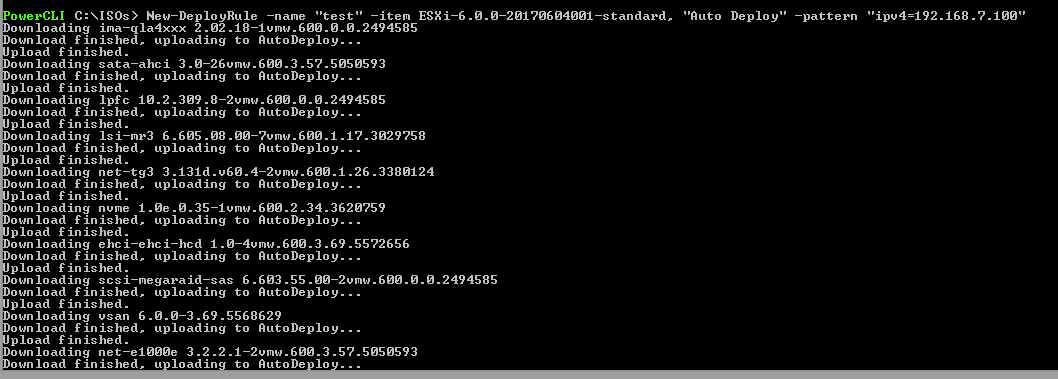 PowerCLI C:\ISOs> New-DeployRule -name "test" -item ESXi-6.0.0-20170604001-standard, "Auto Deploy" -pattern "ipv4=192.168.7.100"
Downloading ima-qla4xxx 2.02.18-1vmw.600.0.0.2494585
Download finished, uploading to AutoDeploy...
Upload finished.
Downloading sata-ahci 3.0-26vmw.600.3.57.5050593
Download finished, uploading to AutoDeploy...
Upload finished.
Downloading lpfc 10.2.309.8-2vmw.600.0.0.2494585
Download finished, uploading to AutoDeploy...
Upload finished.
Downloading lsi-mr3 6.605.08.00-7vmw.600.1.17.3029758
Download finished, uploading to AutoDeploy...
Upload finished.
Downloading net-tg3 3.131d.v60.4-2vmw.600.1.26.3380124
Download finished, uploading to AutoDeploy...
Upload finished.
Downloading nvme 1.0e.0.35-1vmw.600.2.34.3620759
Download finished, uploading to AutoDeploy...
Upload finished.
Downloading ehci-ehci-hcd 1.0-4vmw.600.3.69.5572656
Download finished, uploading to AutoDeploy...
Upload finished.
Downloading scsi-megaraid-sas 6.603.55.00-2vmw.600.0.0.2494585
Download finished, uploading to AutoDeploy...
Upload finished.
Downloading vsan 6.0.0-3.69.5568629
Download finished, uploading to AutoDeploy...
Upload finished.
Downloading net-e1000e 3.2.2.1-2vmw.600.3.57.5050593
Download finished, uploading to AutoDeploy...